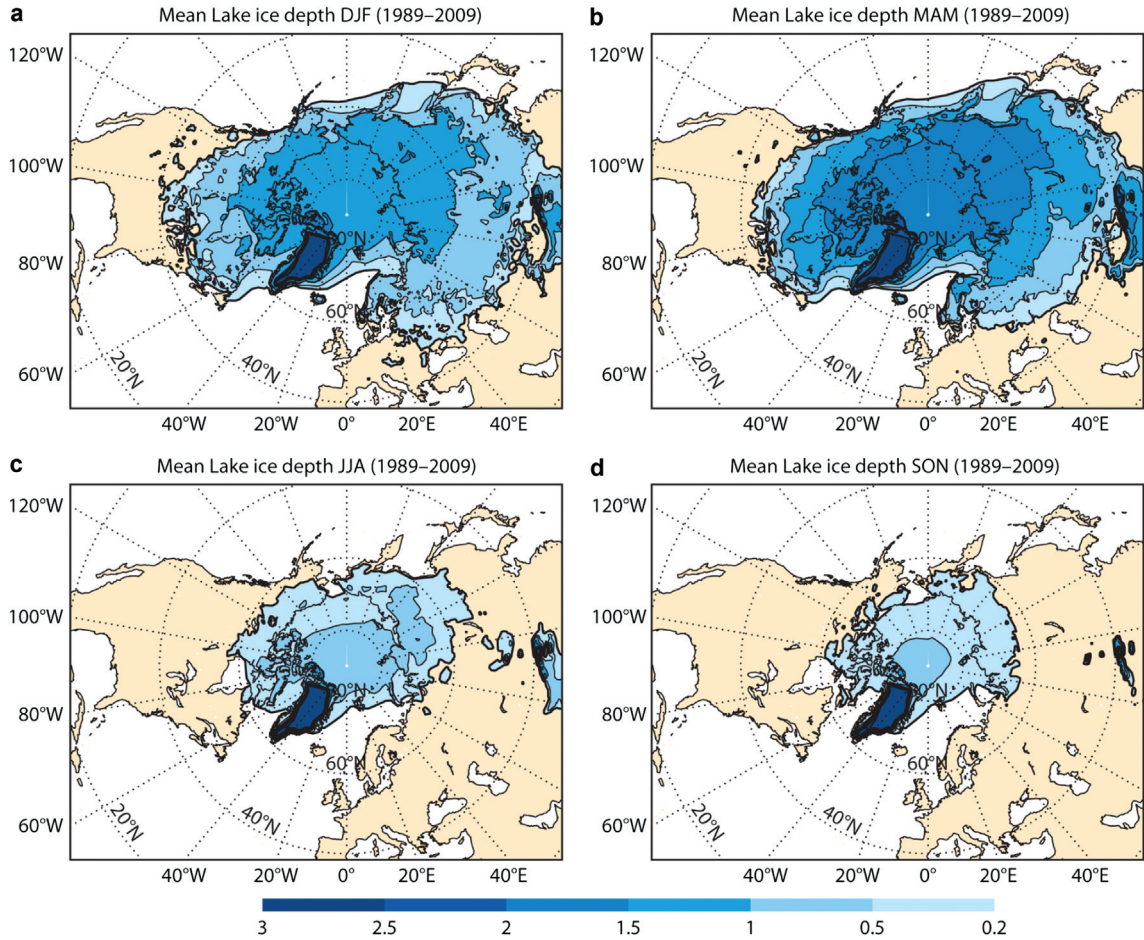 a Mean Lake ice depth DJF (1989–2009)
120°W
100°W
80°W
60°W
20°N
40°N
60°N
0°N
40°W 20°W 0° 20°E 40°E
b Mean Lake ice depth MAM (1989–2009)
120°W
100°W
80°W
60°W
20°N
40°N
60°N
0°N
40°W 20°W 0° 20°E 40°E
c Mean Lake ice depth JJA (1989–2009)
120°W
100°W
80°W
60°W
20°N
40°N
60°N
0°N
40°W 20°W 0° 20°E 40°E
d Mean Lake ice depth SON (1989–2009)
120°W
100°W
80°W
60°W
20°N
40°N
60°N
0°N
40°W 20°W 0° 20°E 40°E
3 2.5 2 1.5 1 0.5 0.2